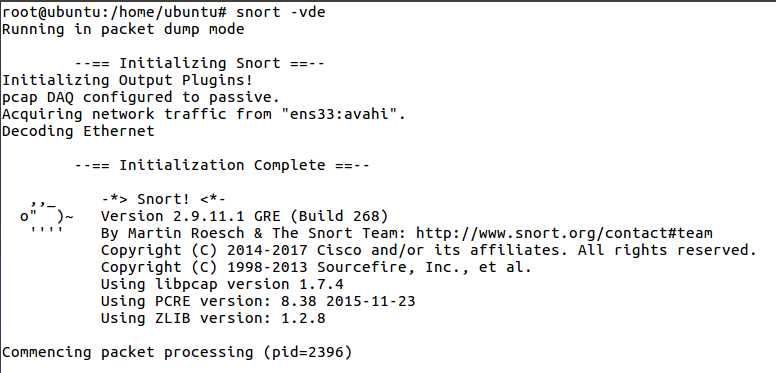 root@ubuntu:/home/ubuntu# snort -vde
Running in packet dump mode

        --== Initializing Snort ==--
Initializing Output Plugins!
pcap DAQ configured to passive.
Acquiring network traffic from "ens33:avahi".
Decoding Ethernet

        --== Initialization Complete ==--

   ,,_     -*> Snort! <*-
  o"  )~   Version 2.9.11.1 GRE (Build 268)
   ''''    By Martin Roesch & The Snort Team: http://www.snort.org/contact#team
           Copyright (C) 2014-2017 Cisco and/or its affiliates. All rights reserved.
           Copyright (C) 1998-2013 Sourcefire, Inc., et al.
           Using libpcap version 1.7.4
           Using PCRE version: 8.38 2015-11-23
           Using ZLIB version: 1.2.8

Commencing packet processing (pid=2396)